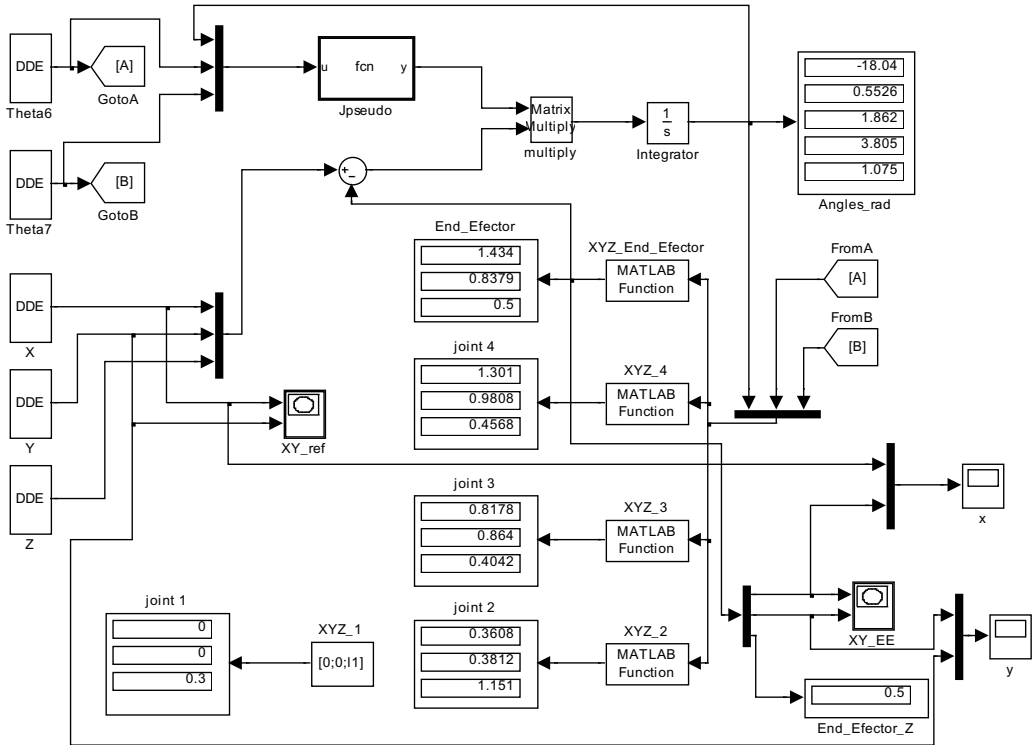 DDE
Theta6
[A]
GotoA
DDE
Theta7
[B]
GotoB
u fcn y
Jpseudo
Matrix
Multiply
multiply
1
s
Integrator
-18.04
0.5526
1.862
3.805
1.075
Angles_rad
+
−
End_Efector
1.434
0.8379
0.5
XYZ_End_Efector
MATLAB
Function
FromA
[A]
FromB
[B]
DDE
X
DDE
Y
DDE
Z
XY_ref
joint 4
1.301
0.9808
0.4568
XYZ_4
MATLAB
Function
joint 3
0.8178
0.864
0.4042
XYZ_3
MATLAB
Function
x
joint 1
0
0
0.3
XYZ_1
[0;0;l1]
joint 2
0.3608
0.3812
1.151
XYZ_2
MATLAB
Function
XY_EE
y
0.5
End_Efector_Z